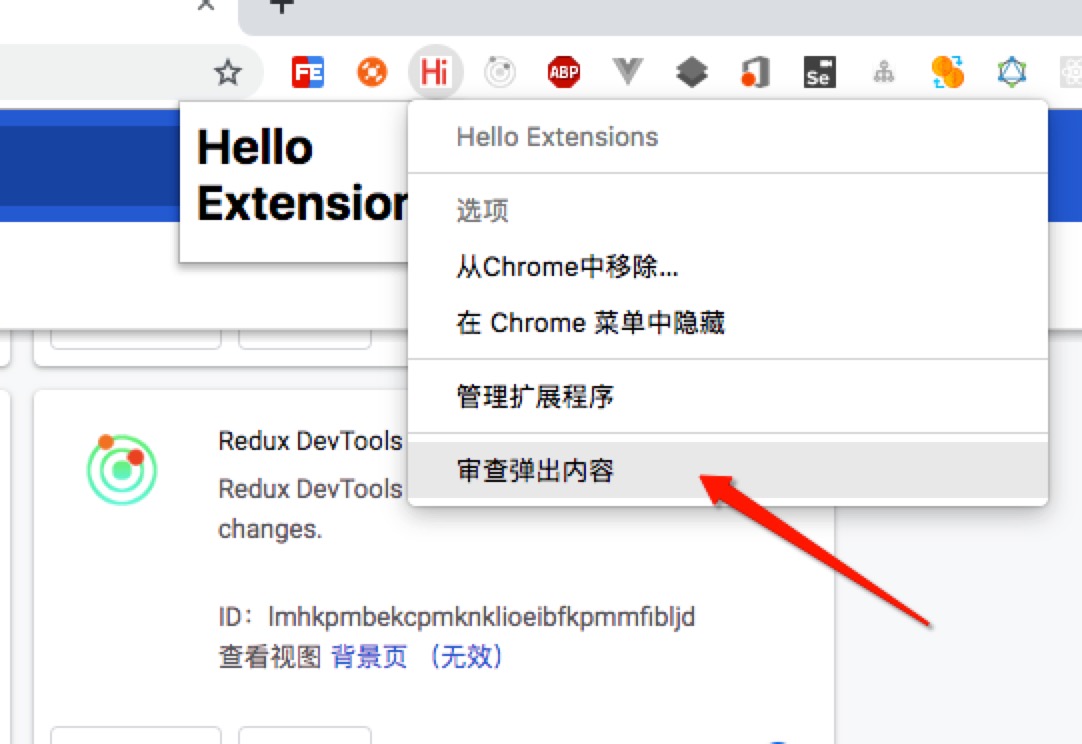 FE
Hi
ABP
Se
Hello
Extension
Hello Extensions
选项
从Chrome中移除...
在 Chrome 菜单中隐藏
管理扩展程序
审查弹出内容
Redux DevTools
Redux DevTools
changes.
ID：lmhkpmbekcpmknklioeibfkpmmfibljd
查看视图 背景页 （无效）